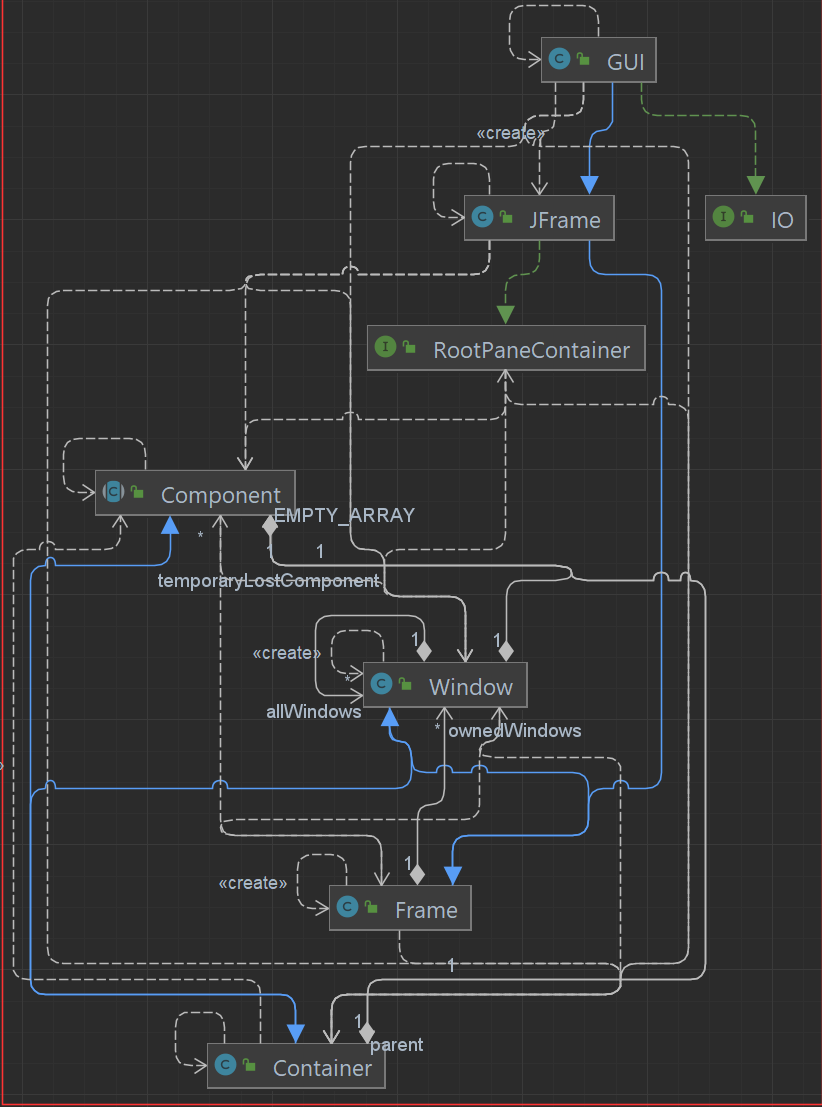 C GUI
«create»
C JFrame
I IO
I RootPaneContainer
C Component
EMPTY_ARRAY
*
1
1
temporaryLostComponent
1
1
«create»
*
C Window
allWindows
* ownedWindows
1
«create»
C Frame
1
1
parent
C Container
»